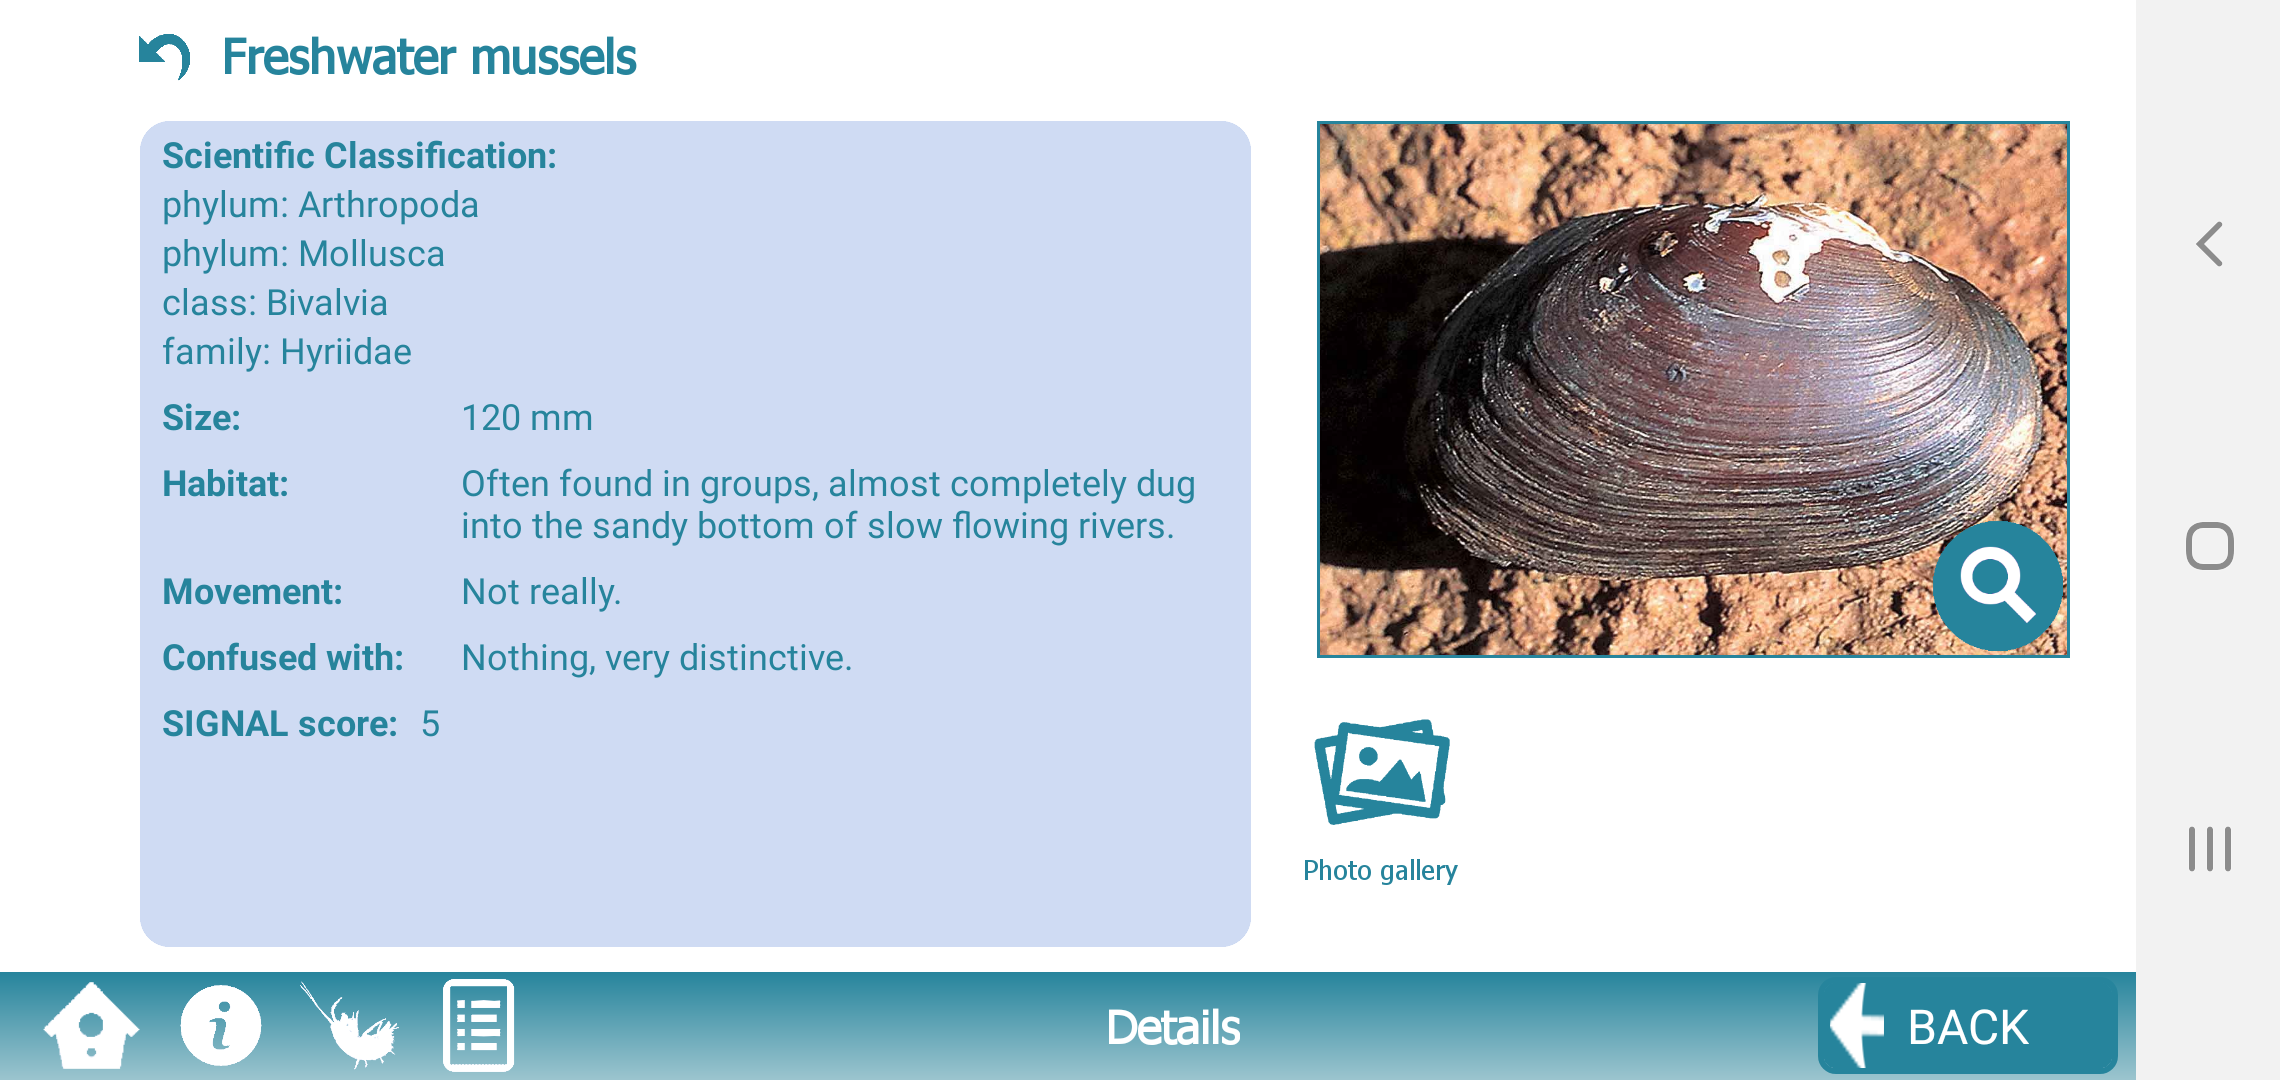 Freshwater mussels
Scientific Classification:
phylum: Arthropoda
phylum: Mollusca
class: Bivalvia
family: Hyriidae
Size: 120 mm
Habitat: Often found in groups, almost completely dug
into the sandy bottom of slow flowing rivers.
Movement: Not really.
Confused with: Nothing, very distinctive.
SIGNAL score: 5
Photo gallery
Details
BACK